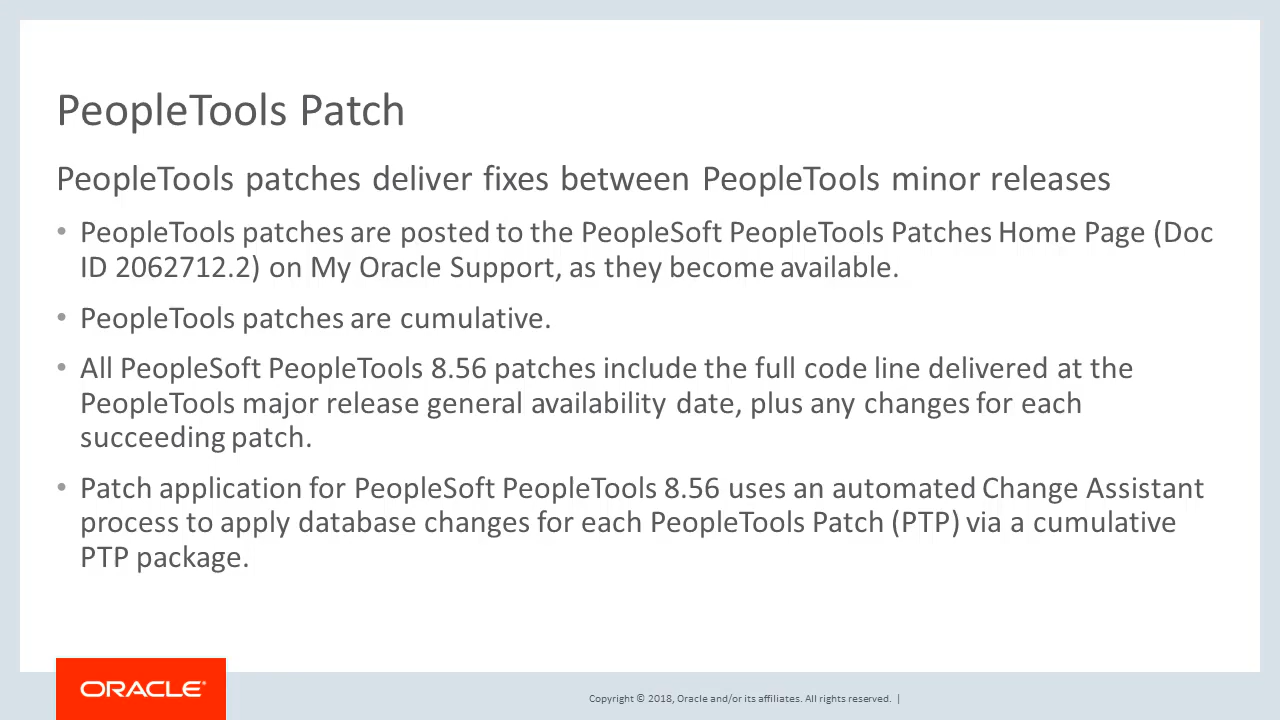 PeopleTools Patch
PeopleTools patches deliver fixes between PeopleTools minor releases
• PeopleTools patches are posted to the PeopleSoft PeopleTools Patches Home Page (Doc
ID 2062712.2) on My Oracle Support, as they become available.
• PeopleTools patches are cumulative.
• All PeopleSoft PeopleTools 8.56 patches include the full code line delivered at the
PeopleTools major release general availability date, plus any changes for each
succeeding patch.
• Patch application for PeopleSoft PeopleTools 8.56 uses an automated Change Assistant
process to apply database changes for each PeopleTools Patch (PTP) via a cumulative
PTP package.
ORACLE®
Copyright © 2018, Oracle and/or its affiliates. All rights reserved. |